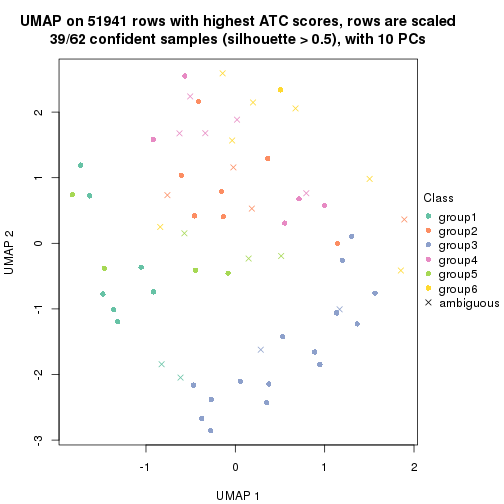 UMAP on 51941 rows with highest ATC scores, rows are scaled
39/62 confident samples (silhouette > 0.5), with 10 PCs
2
1
0
-1
-2
-3
UMAP 2
-1
0
1
2
UMAP 1
Class
group1
group2
group3
group4
group5
group6
ambiguous